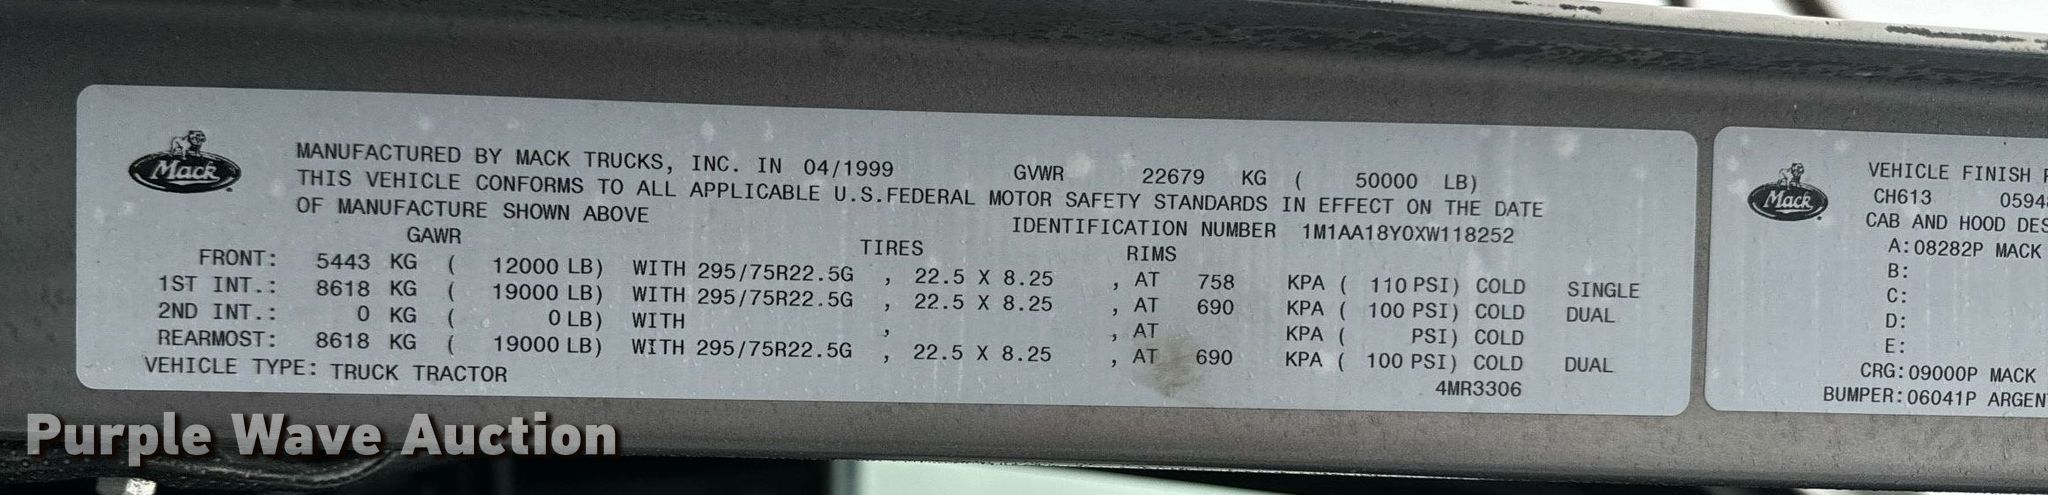 Mack
MANUFACTURED BY MACK TRUCKS, INC. IN 04/1999 GVWR 22679 KG ( 50000 LB)
THIS VEHICLE CONFORMS TO ALL APPLICABLE U.S.FEDERAL MOTOR SAFETY STANDARDS IN EFFECT ON THE DATE
OF MANUFACTURE SHOWN ABOVE IDENTIFICATION NUMBER 1M1AA18Y0XW118252
GAWR TIRES RIMS
FRONT: 5443 KG ( 12000 LB) WITH 295/75R22.5G , 22.5 X 8.25 , AT 758 KPA ( 110 PSI) COLD SINGLE
1ST INT.: 8618 KG ( 19000 LB) WITH 295/75R22.5G , 22.5 X 8.25 , AT 690 KPA ( 100 PSI) COLD DUAL
2ND INT.: 0 KG ( 0 LB) WITH , , AT KPA ( PSI) COLD
REARMOST: 8618 KG ( 19000 LB) WITH 295/75R22.5G , 22.5 X 8.25 , AT 690 KPA ( 100 PSI) COLD DUAL
VEHICLE TYPE: TRUCK TRACTOR 4MR3306
Mack
VEHICLE FINISH
CH613 0594
CAB AND HOOD DES
A:08282P MACK
B:
C:
D:
E:
CRG:09000P MACK
BUMPER:06041P ARGEN
Purple Wave Auction